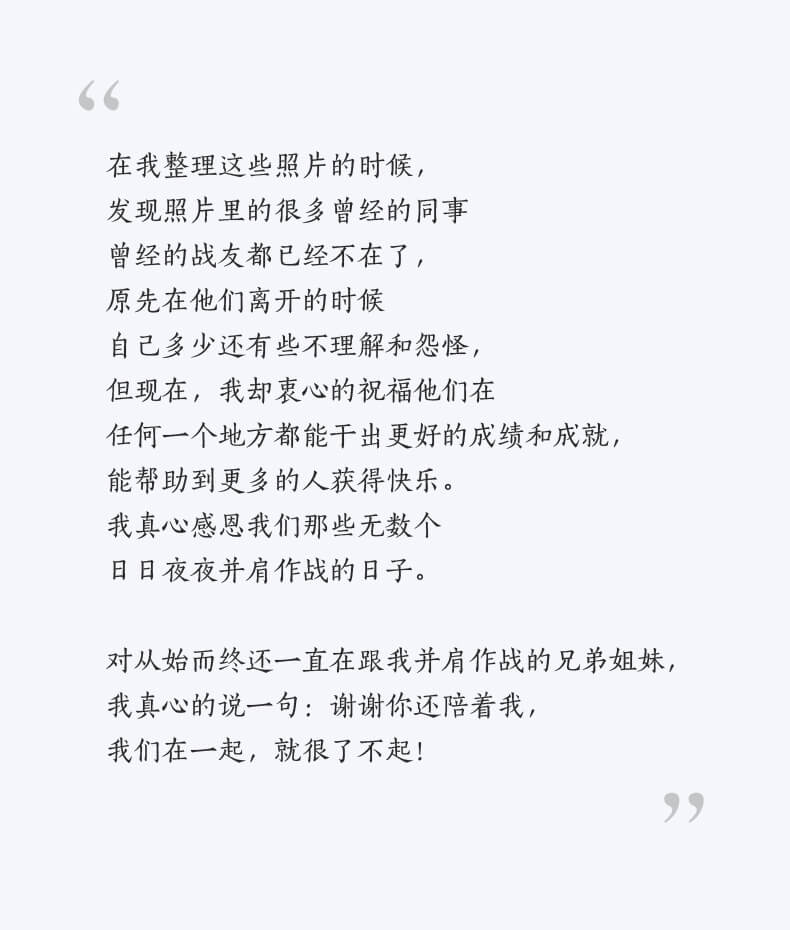 “
在我整理这些照片的时候，
发现照片里的很多曾经的同事
曾经的战友都已经不在了，
原先在他们离开的时候
自己多少还有些不理解和怨怪，
但现在，我却衷心的祝福他们在
任何一个地方都能干出更好的成绩和成就，
能帮助到更多的人获得快乐。
我真心感恩我们那些无数个
日日夜夜并肩作战的日子。
对从始而终还一直在跟我并肩作战的兄弟姐妹，
我真心的说一句：谢谢你还陪着我，
我们在一起，就很了不起！
”